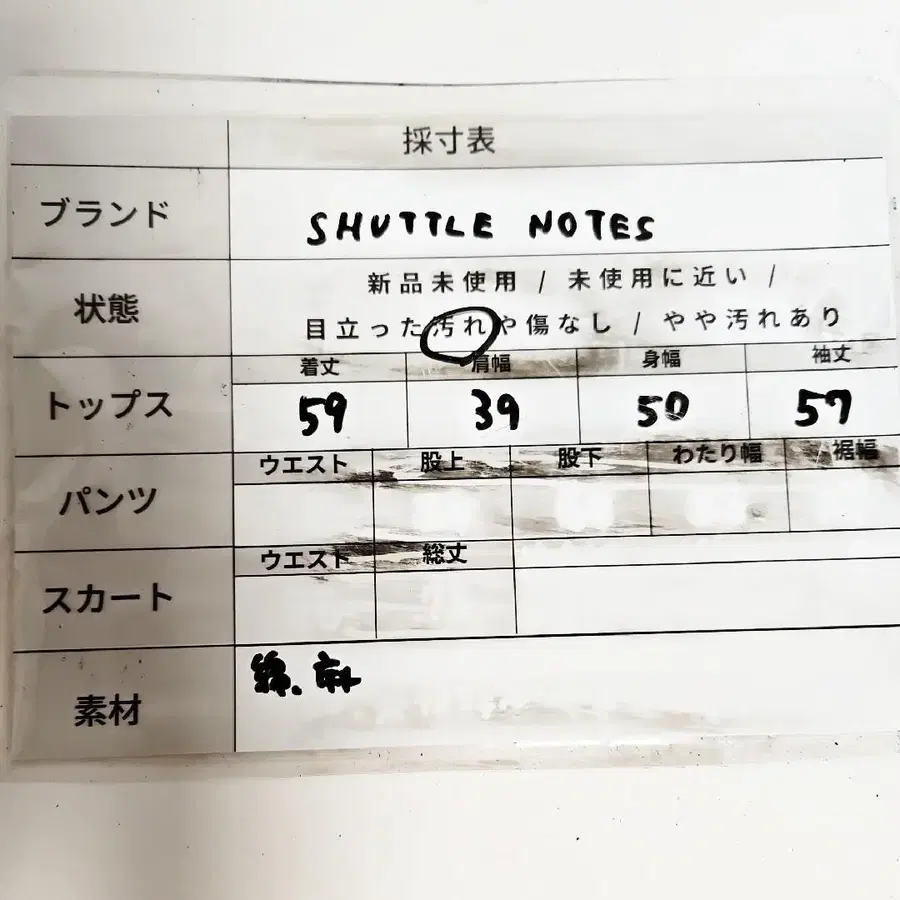 採寸表
ブランド
SHUTTLE NOTES
状態
新品未使用 / 未使用に近い /
目立った汚れや傷なし / やや汚れあり
着丈 肩幅 身幅 袖丈
トップス
59 39 50 57
ウエスト 股上 股下 わたり幅 裾幅
パンツ
ウエスト 総丈
スカート
綿、麻
素材